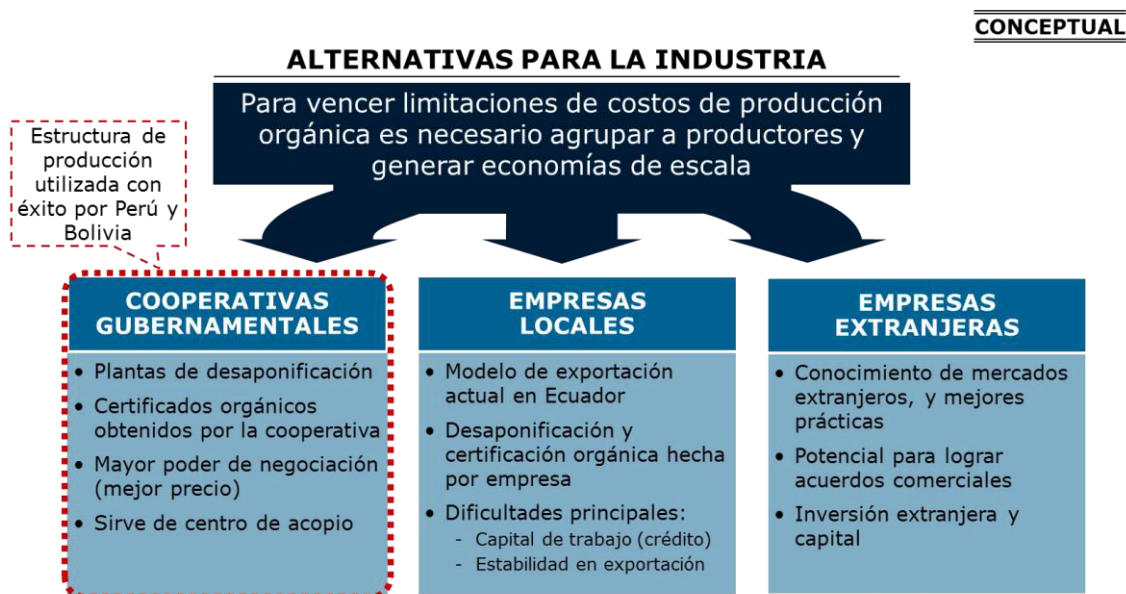 CONCEPTUAL
ALTERNATIVAS PARA LA INDUSTRIA
Para vencer limitaciones de costos de producción
orgánica es necesario agrupar a productores y
generar economías de escala
Estructura de
producción
utilizada con
éxito por Perú y
Bolivia
COOPERATIVAS
GUBERNAMENTALES
• Plantas de desaponificación
• Certificados orgánicos
obtenidos por la cooperativa
• Mayor poder de negociación
(mejor precio)
• Sirve de centro de acopio
EMPRESAS
LOCALES
• Modelo de exportación
actual en Ecuador
• Desaponificación y
certificación orgánica hecha
por empresa
• Dificultades principales:
- Capital de trabajo (crédito)
- Estabilidad en exportación
EMPRESAS
EXTRANJERAS
• Conocimiento de mercados
extranjeros, y mejores
prácticas
• Potencial para lograr
acuerdos comerciales
• Inversión extranjera y
capital